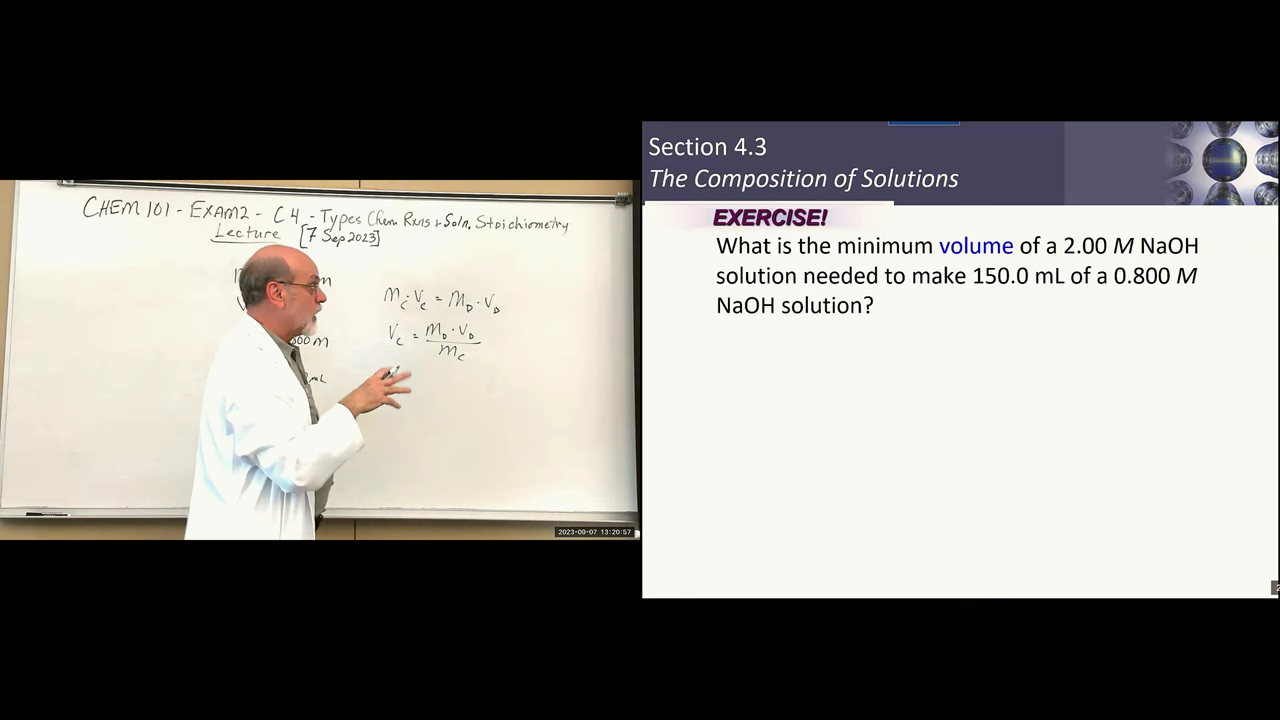 CHEM 101 - EXAM2 - C4 - Types Chem Rxns + Soln. Stoichiometry
Lecture [7 Sep 2023]
M
M_C · V_C = M_D · V_D
V_C = M_D · V_D / M_C
00 M
mL
2023-09-07 13:20:57
Section 4.3
The Composition of Solutions
EXERCISE!
What is the minimum volume of a 2.00 M NaOH
solution needed to make 150.0 mL of a 0.800 M
NaOH solution?